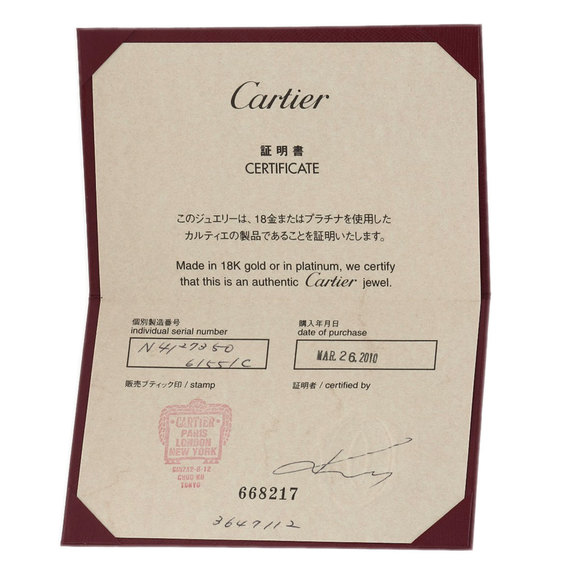 Cartier
証明書
CERTIFICATE
このジュエリーは、18金またはプラチナを使用した
カルティエの製品であることを証明いたします。
Made in 18K gold or in platinum, we certify
that this is an authentic Cartier jewel.
個別製造番号
individual serial number
N4127350
61551C
購入年月日
date of purchase
MAR. 26. 2010
販売ブティック印 / stamp
証明者 / certified by
CARTIER
PARIS
LONDON
NEW YORK
CHUO KU
TOKYO
668217
3647112